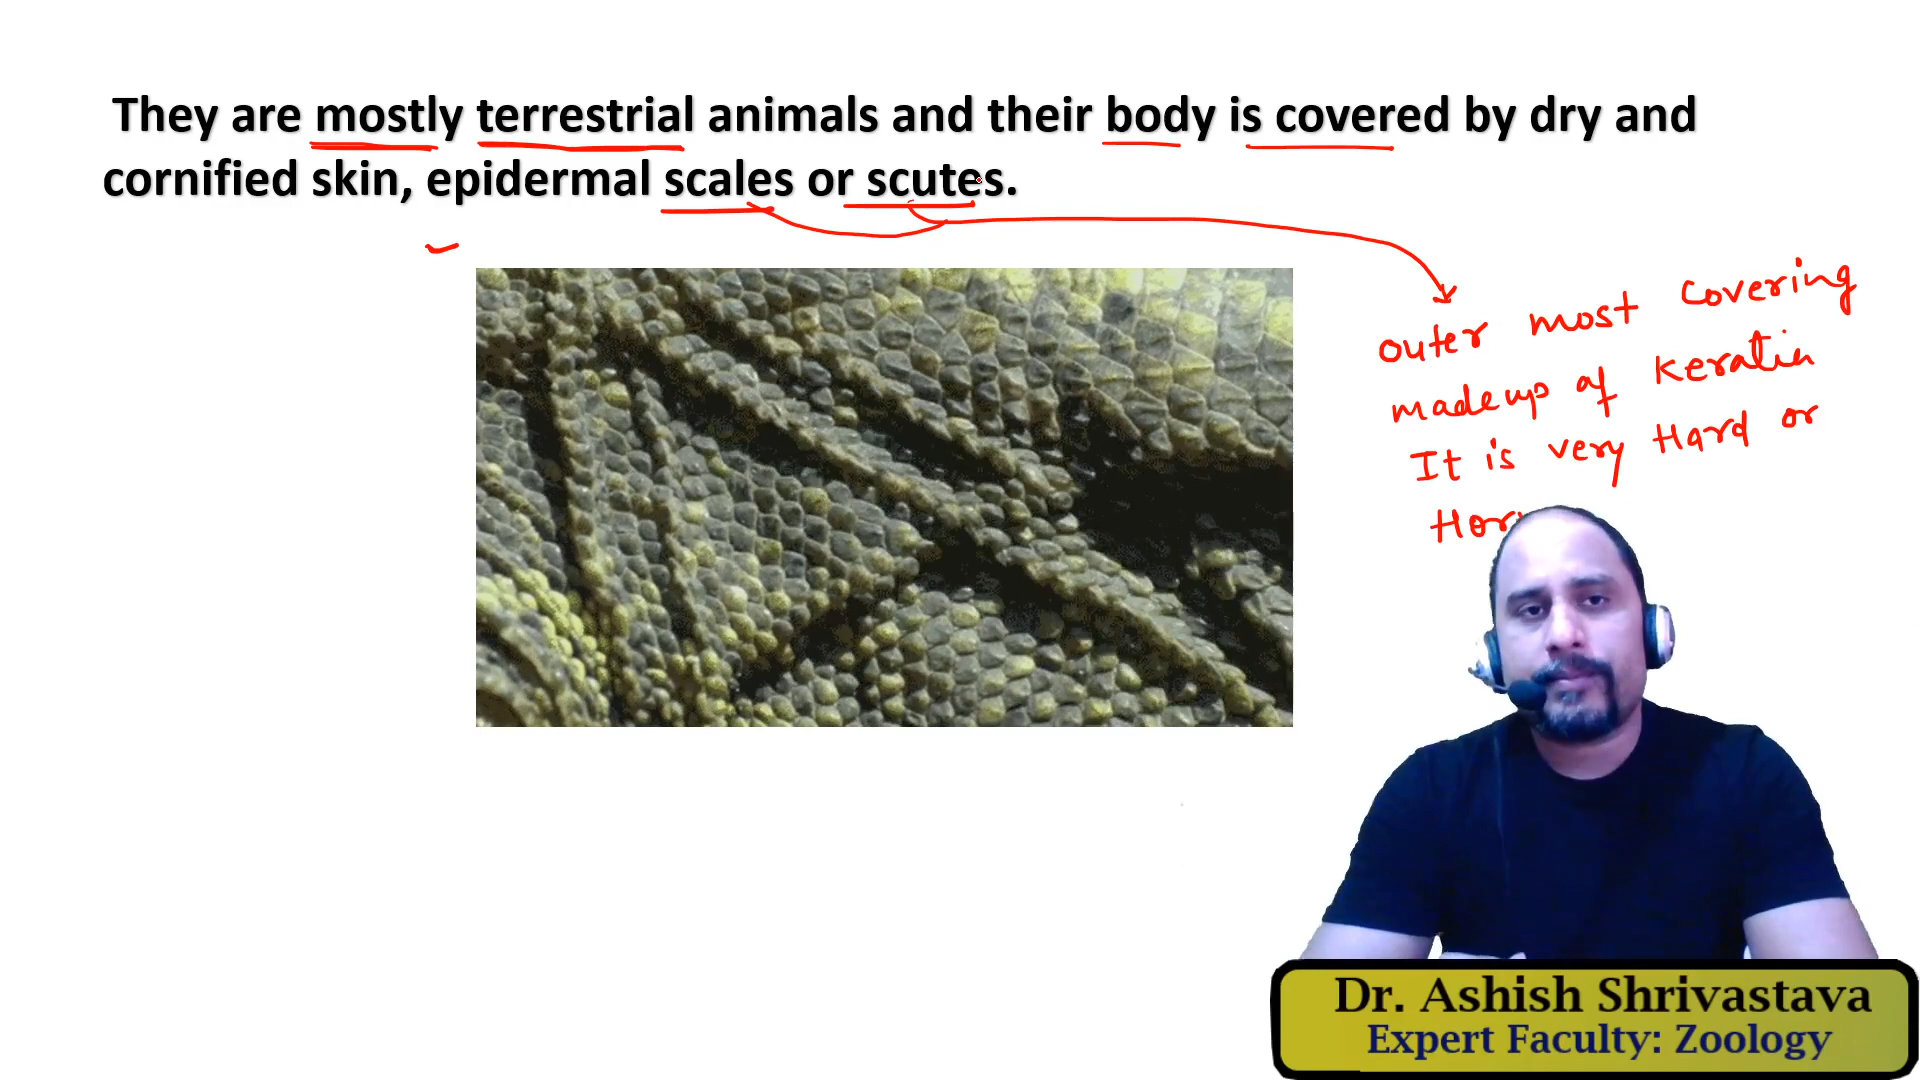 They are mostly terrestrial animals and their body is covered by dry and
cornified skin, epidermal scales or scutes.
outer most covering
madeup of Keratin
It is very Hard or
Dr. Ashish Shrivastava
Expert Faculty: Zoology